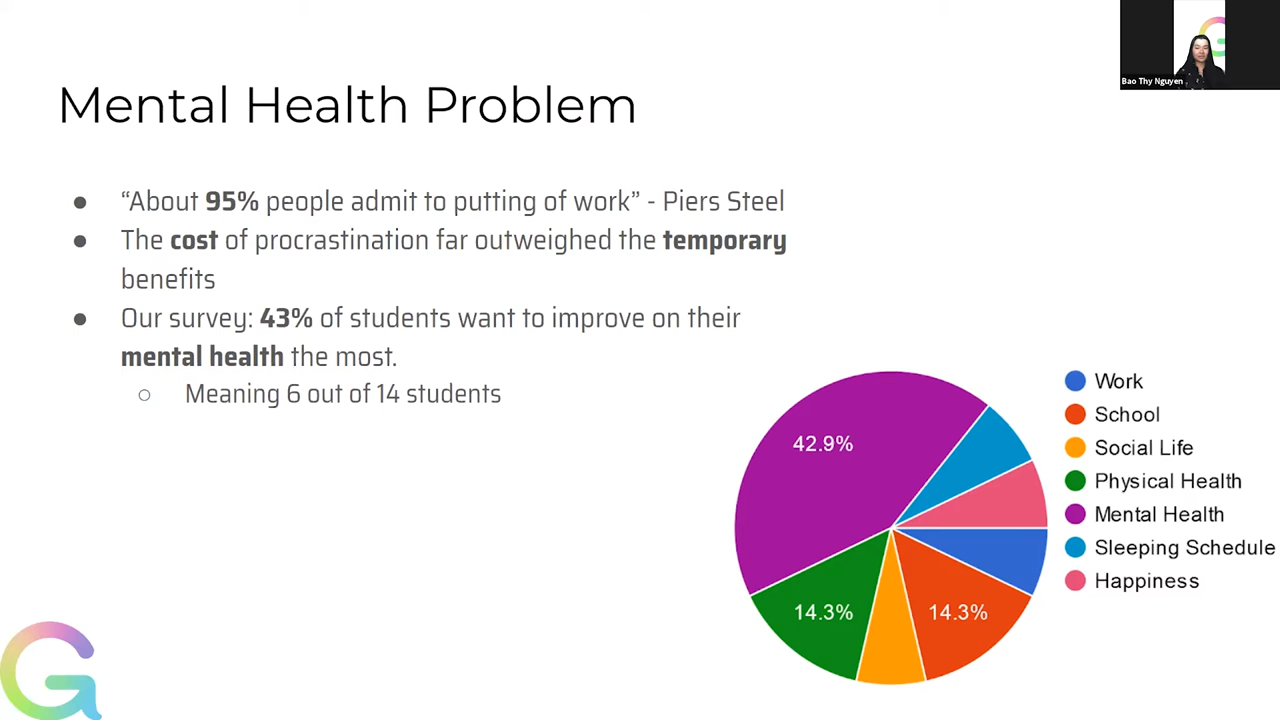 Bao Thy Nguyen
Mental Health Problem
● “About 95% people admit to putting of work” - Piers Steel
● The cost of procrastination far outweighed the temporary
benefits
● Our survey: 43% of students want to improve on their
mental health the most.
○ Meaning 6 out of 14 students
42.9%
14.3%
14.3%
Work
School
Social Life
Physical Health
Mental Health
Sleeping Schedule
Happiness
G